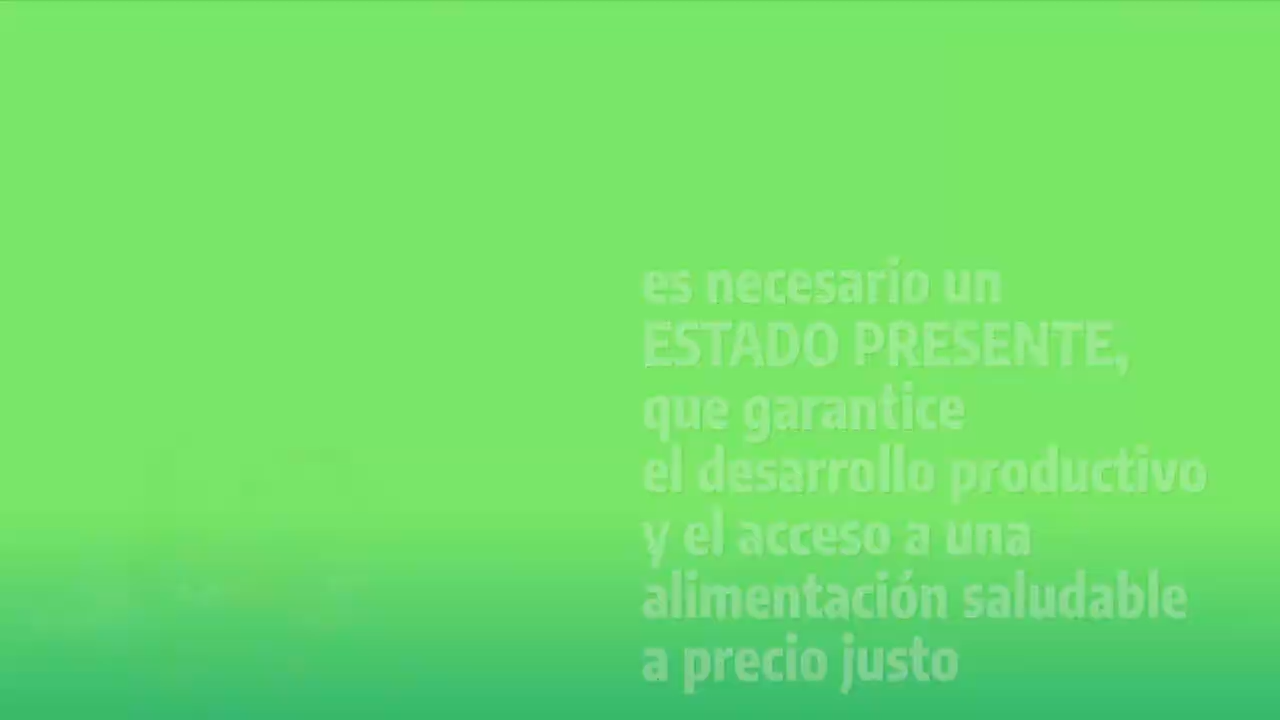 es necesario un
ESTADO PRESENTE,
que garantice
el desarrollo productivo
y el acceso a una
alimentación saludable
a precio justo